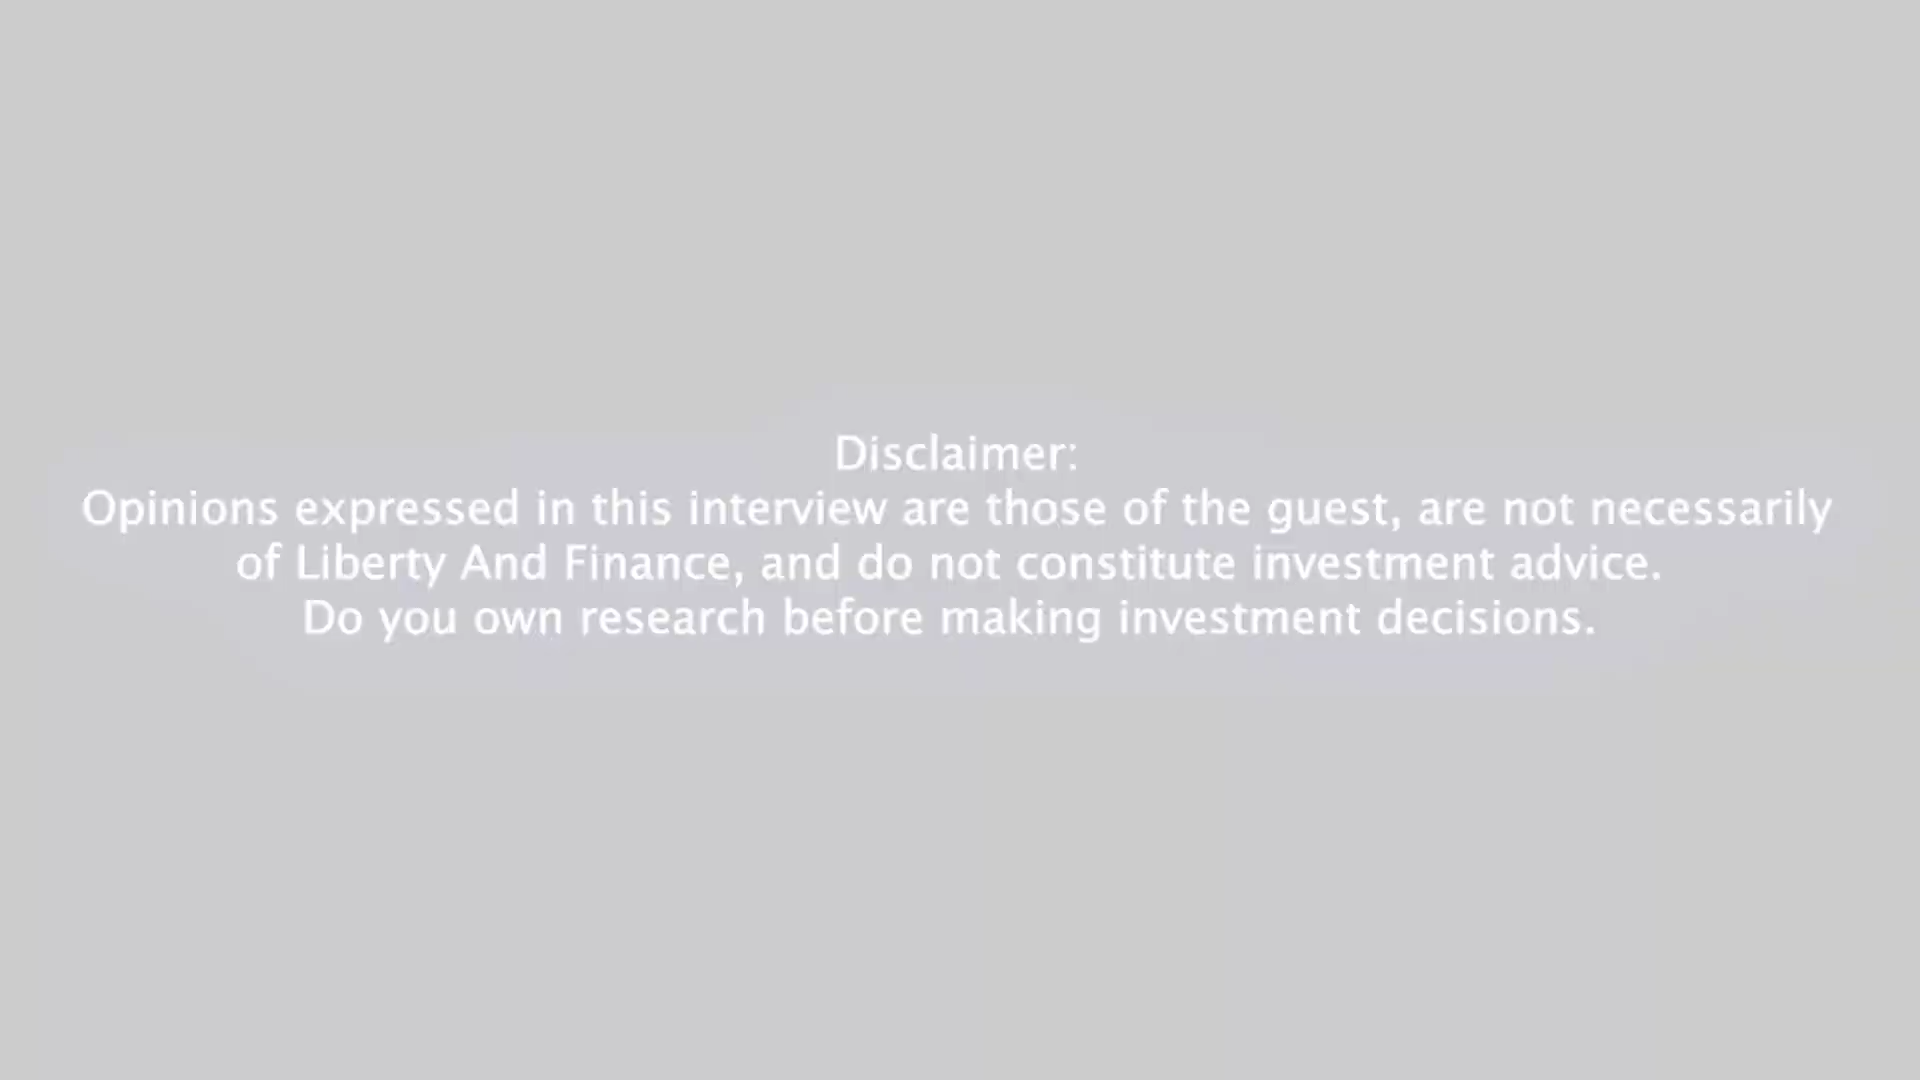 Disclaimer:
Opinions expressed in this interview are those of the guest, are not necessarily
of Liberty And Finance, and do not constitute investment advice.
Do you own research before making investment decisions.